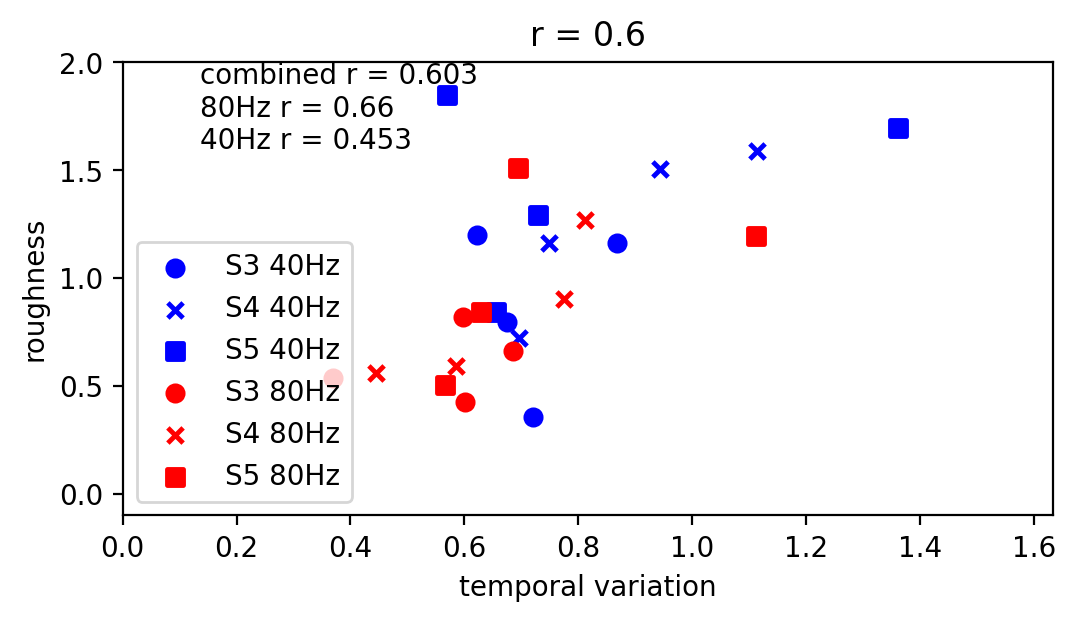 r = 0.6
combined r = 0.603
80Hz r = 0.66
40Hz r = 0.453
roughness
2.0
1.5
1.0
0.5
0.0
S3 40Hz
S4 40Hz
S5 40Hz
S3 80Hz
S4 80Hz
S5 80Hz
0.0 0.2 0.4 0.6 0.8 1.0 1.2 1.4 1.6
temporal variation